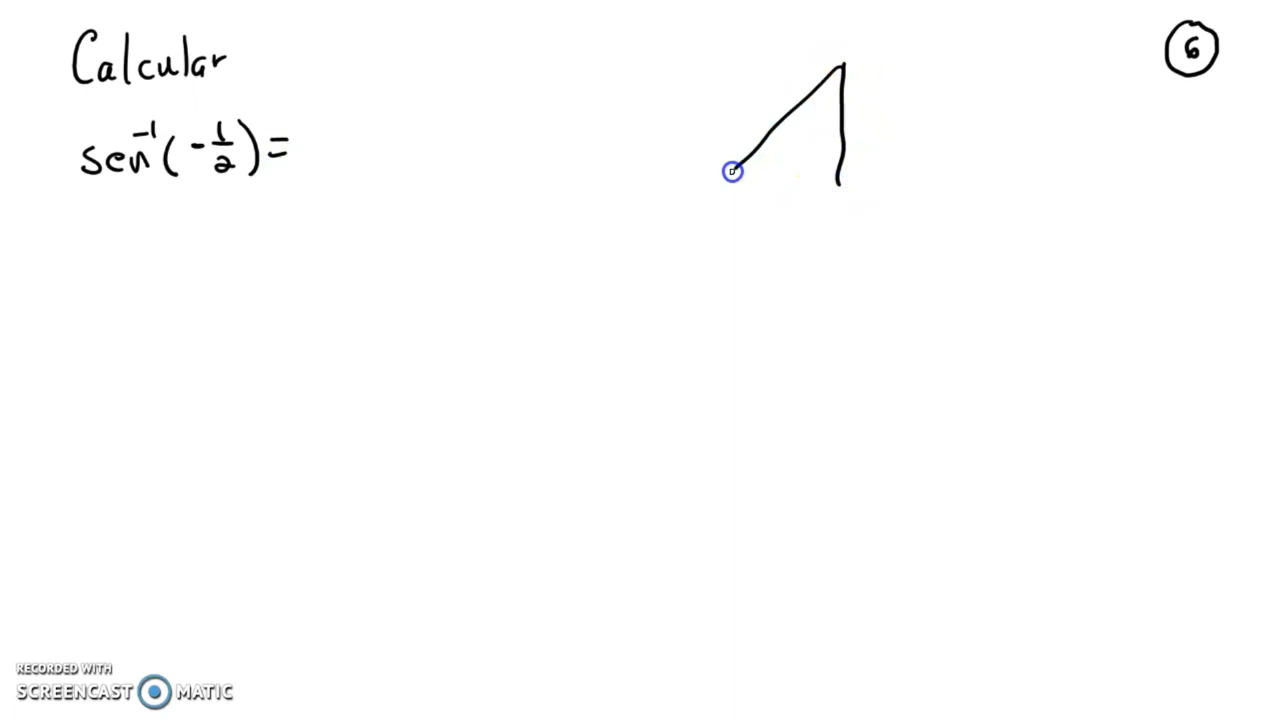 Calcular
6
sen⁻¹(-1/2)=
RECORDED WITH
SCREENCAST MATIC